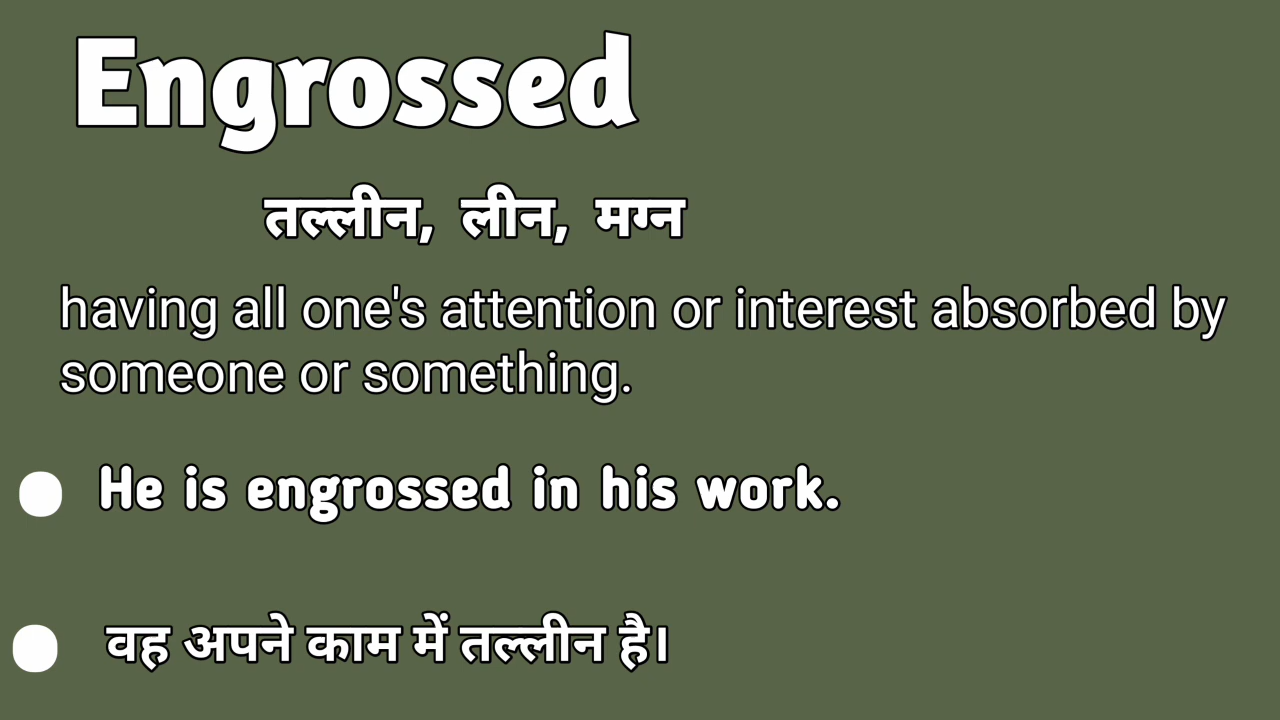 Engrossed
तल्लीन, लीन, मग्न
having all one's attention or interest absorbed by
someone or something.
He is engrossed in his work.
वह अपने काम में तल्लीन है।